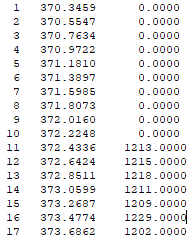 1 370.3459 0.0000
2 370.5547 0.0000
3 370.7634 0.0000
4 370.9722 0.0000
5 371.1810 0.0000
6 371.3897 0.0000
7 371.5985 0.0000
8 371.8073 0.0000
9 372.0160 0.0000
10 372.2248 0.0000
11 372.4336 1213.0000
12 372.6424 1215.0000
13 372.8511 1218.0000
14 373.0599 1211.0000
15 373.2687 1209.0000
16 373.4774 1229.0000
17 373.6862 1202.0000